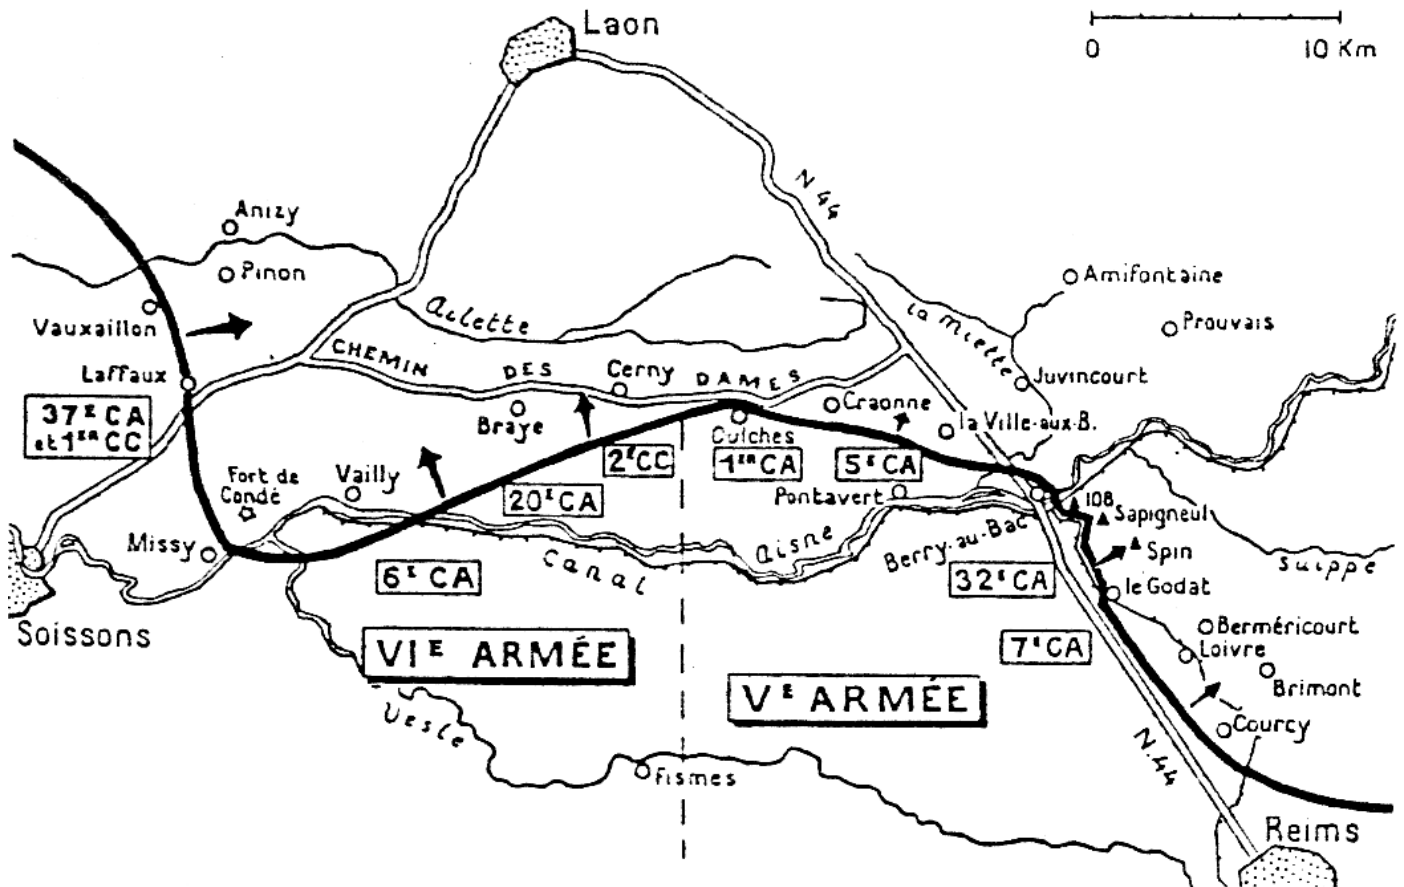 Laon
0 10 Km
N 44
Anizy
Pinon
Amifontaine
Vauxaillon
Ailette
la Miette
Prouvais
CHEMIN DES DAMES
Laffaux
Cerny
Juvincourt
37E CA
et 1ER CC
Braye
Craonne
la Ville-aux-B.
Oulches
2E CC
1ER CA
5E CA
Fort de
Condé
Vailly
20E CA
Pontavert
108
Sapigneul
Missy
Canal
Aisne
Berry-au-Bac
Spin
Suippe
6E CA
32E CA
le Godat
Soissons
VIE ARMÉE
7E CA
Berméricourt
Loivre
Brimont
VE ARMÉE
Vesle
Courcy
N.44
Fismes
Reims